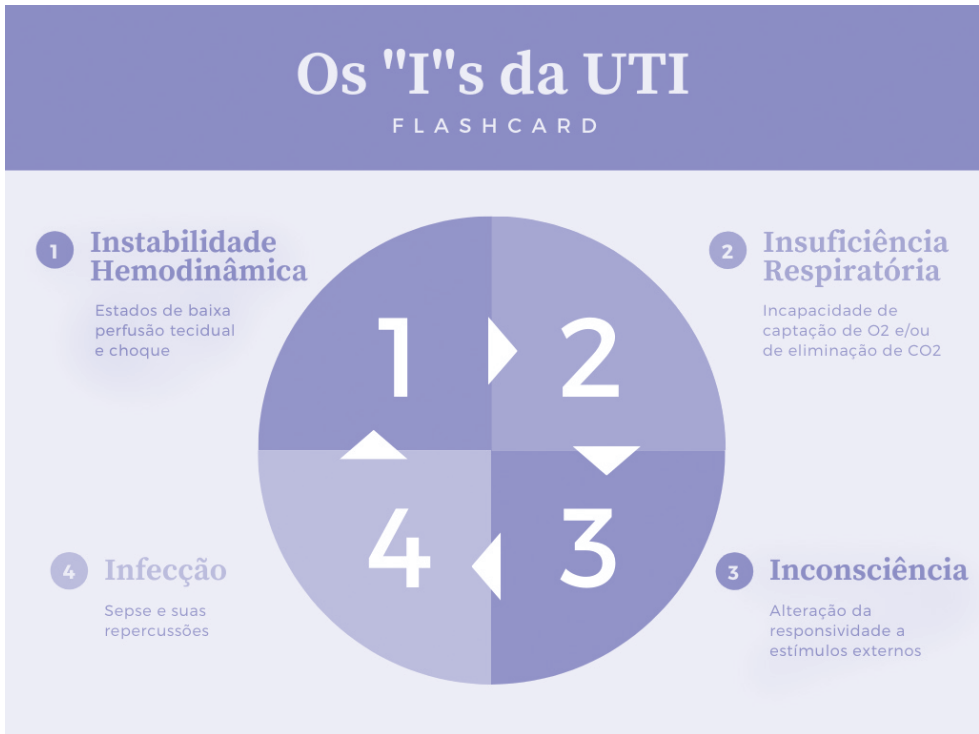 Os "I"s da UTI
FLASHCARD
1
Instabilidade
Hemodinâmica
Estados de baixa
perfusão tecidual
e choque
2
Insuficiência
Respiratória
Incapacidade de
captação de O2 e/ou
de eliminação de CO2
1
2
4
3
4
Infecção
Sepse e suas
repercussões
3
Inconsciência
Alteração da
responsividade a
estímulos externos